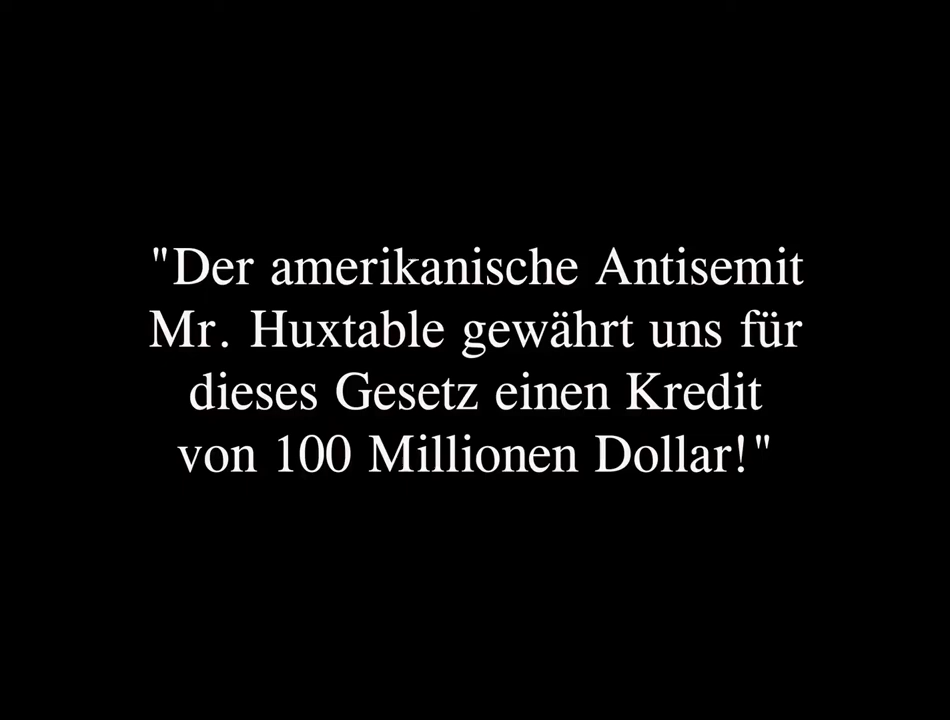 "Der amerikanische Antisemit
Mr. Huxtable gewährt uns für
dieses Gesetz einen Kredit
von 100 Millionen Dollar!"